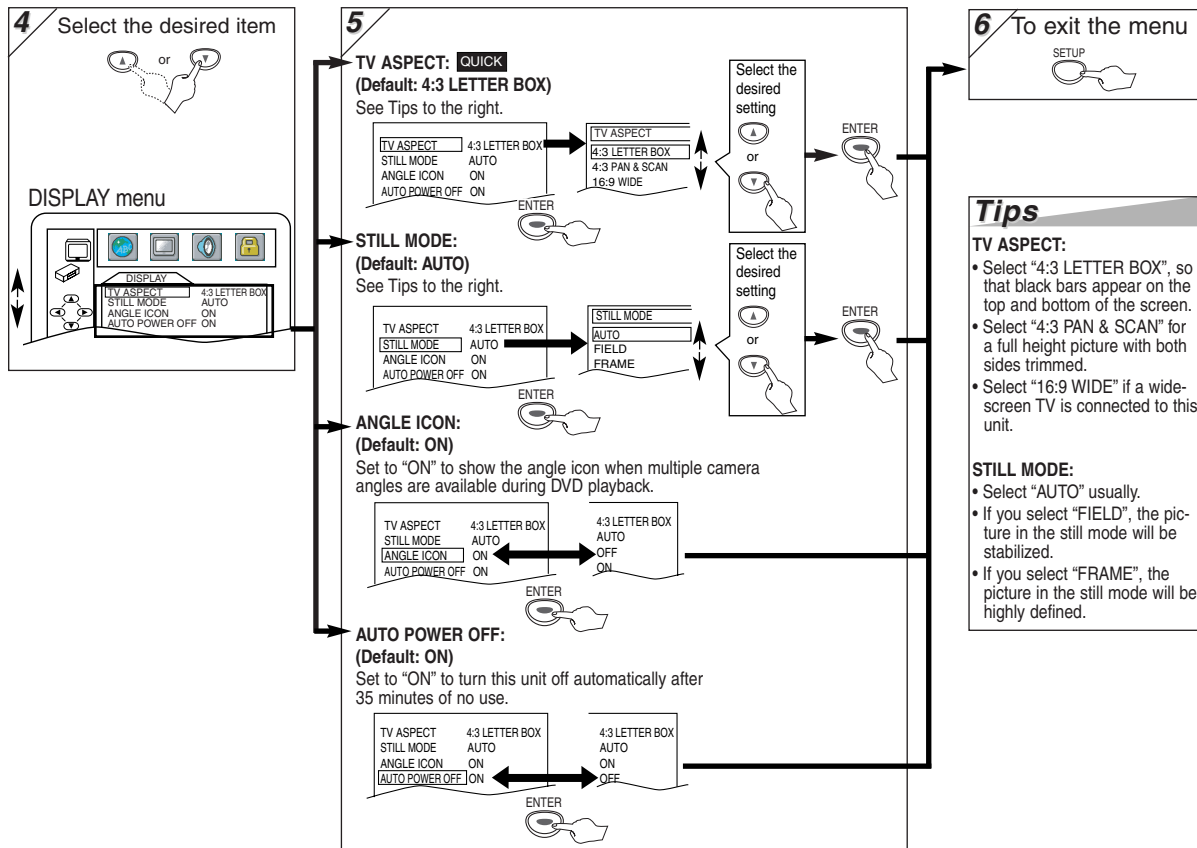 4 Select the desired item
or
DISPLAY menu
DISPLAY
TV ASPECT 4:3 LETTER BOX
STILL MODE AUTO
ANGLE ICON ON
AUTO POWER OFF ON
5
TV ASPECT: QUICK
(Default: 4:3 LETTER BOX)
See Tips to the right.
TV ASPECT 4:3 LETTER BOX
STILL MODE AUTO
ANGLE ICON ON
AUTO POWER OFF ON
ENTER
TV ASPECT
4:3 LETTER BOX
4:3 PAN & SCAN
16:9 WIDE
Select the
desired
setting
or
ENTER
STILL MODE:
(Default: AUTO)
See Tips to the right.
TV ASPECT 4:3 LETTER BOX
STILL MODE AUTO
ANGLE ICON ON
AUTO POWER OFF ON
ENTER
STILL MODE
AUTO
FIELD
FRAME
Select the
desired
setting
or
ENTER
ANGLE ICON:
(Default: ON)
Set to “ON” to show the angle icon when multiple camera
angles are available during DVD playback.
TV ASPECT 4:3 LETTER BOX
STILL MODE AUTO
ANGLE ICON ON
AUTO POWER OFF ON
4:3 LETTER BOX
AUTO
OFF
ON
ENTER
AUTO POWER OFF:
(Default: ON)
Set to “ON” to turn this unit off automatically after
35 minutes of no use.
TV ASPECT 4:3 LETTER BOX
STILL MODE AUTO
ANGLE ICON ON
AUTO POWER OFF ON
4:3 LETTER BOX
AUTO
ON
OFF
ENTER
6 To exit the menu
SETUP
Tips
TV ASPECT:
• Select “4:3 LETTER BOX”, so
that black bars appear on the
top and bottom of the screen.
• Select “4:3 PAN & SCAN” for
a full height picture with both
sides trimmed.
• Select “16:9 WIDE” if a wide-
screen TV is connected to this
unit.
STILL MODE:
• Select “AUTO” usually.
• If you select “FIELD”, the pic-
ture in the still mode will be
stabilized.
• If you select “FRAME”, the
picture in the still mode will be
highly defined.